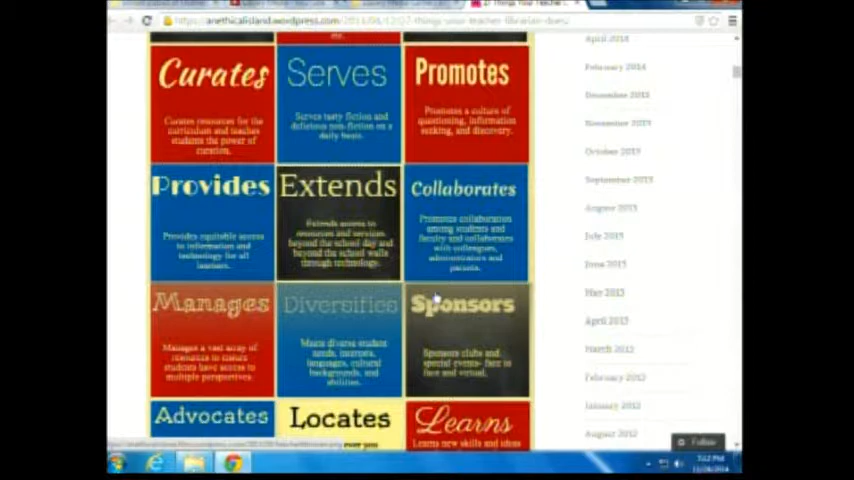 Curates
Curates resources for the
curriculum and teaches
students the power of
curation.
Serves
Serves tasty fiction and
delicious non-fiction on a
daily basis.
Promotes
Promotes a culture of
questioning, information
seeking, and discovery.
Provides
Provides equitable access
to information and
technology for all
learners.
Extends
Extends access to
resources and services
beyond the school day and
beyond the school walls
through technology.
Collaborates
Promotes collaboration
among students and
faculty and collaborates
with colleagues,
administrators and
parents.
Manages
Manages a vast array of
resources to
students have access to
multiple perspectives.
Diversifies
Meets diverse student
needs, interests,
languages, cultural
backgrounds, and
abilities.
Sponsors
Sponsors clubs and
special events- face to
face and virtual.
Advocates
Locates
Learns
Learns new skills and ideas
April 2014
February 2014
December 2013
November 2013
October 2013
September 2013
August 2013
July 2013
June 2013
May 2013
April 2013
March 2013
February 2013
January 2013
August 2012
Follow